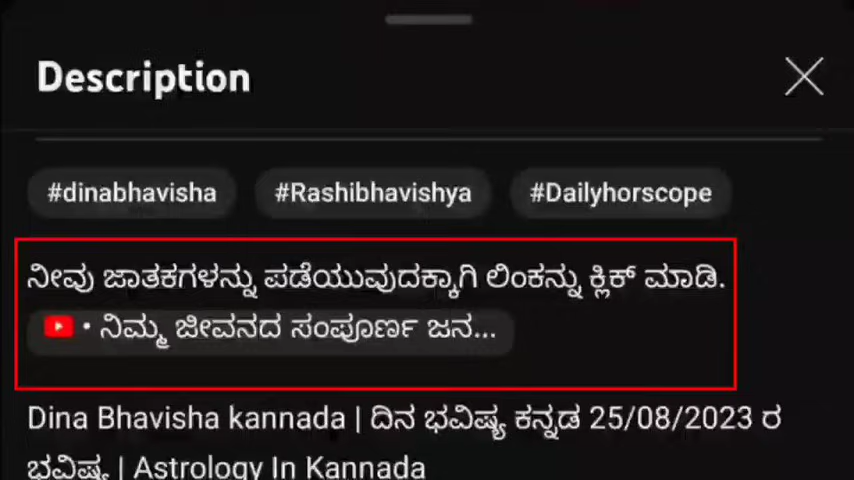 Description
#dinabhavisha #Rashibhavishya #Dailyhorscope
ನೀವು ಜಾತಕಗಳನ್ನು ಪಡೆಯುವುದಕ್ಕಾಗಿ ಲಿಂಕನ್ನು ಕ್ಲಿಕ್ ಮಾಡಿ.
• ನಿಮ್ಮ ಜೀವನದ ಸಂಪೂರ್ಣ ಜನ...
Dina Bhavisha kannada | ದಿನ ಭವಿಷ್ಯ ಕನ್ನಡ 25/08/2023 ರ
ಭವಿಷ್ಯ | Astrology In Kannada